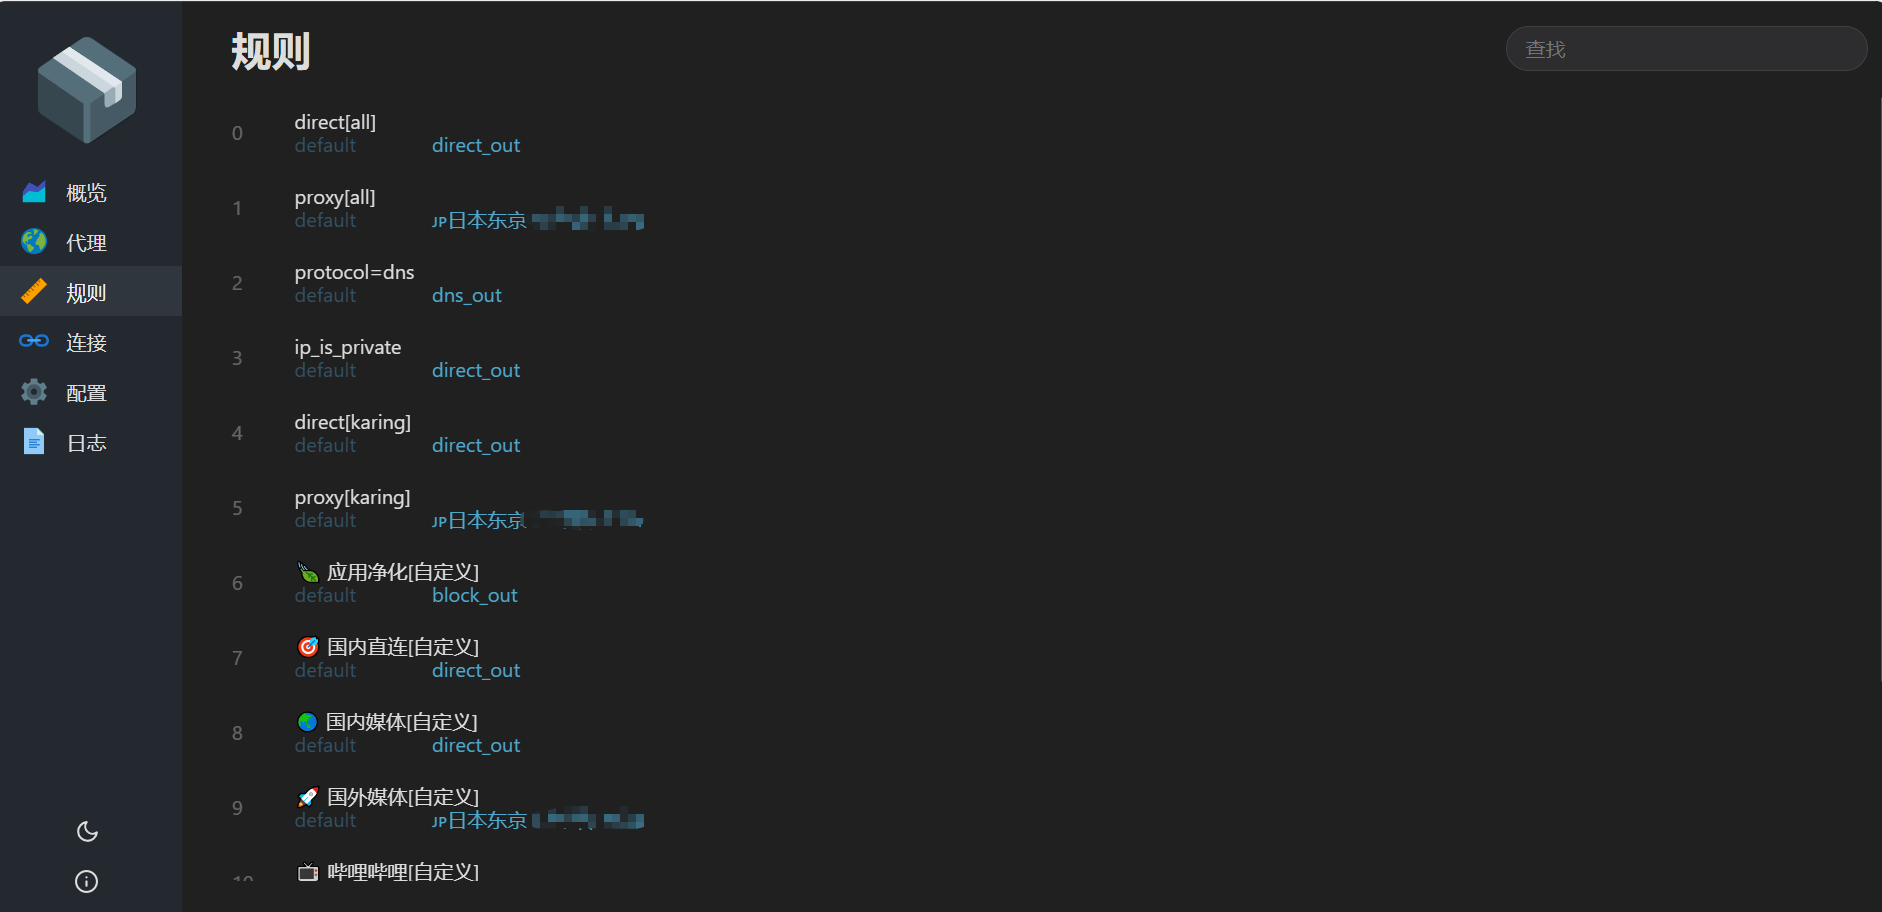 规则
查找
概览
代理
规则
连接
配置
日志
0
direct[all]
default direct_out
1
proxy[all]
default JP日本东京
2
protocol=dns
default dns_out
3
ip_is_private
default direct_out
4
direct[karing]
default direct_out
5
proxy[karing]
default JP日本东京
6
🍃 应用净化[自定义]
default block_out
7
🎯 国内直连[自定义]
default direct_out
8
🌏 国内媒体[自定义]
default direct_out
9
🚀 国外媒体[自定义]
default JP日本东京
10
📺 哔哩哔哩[自定义]